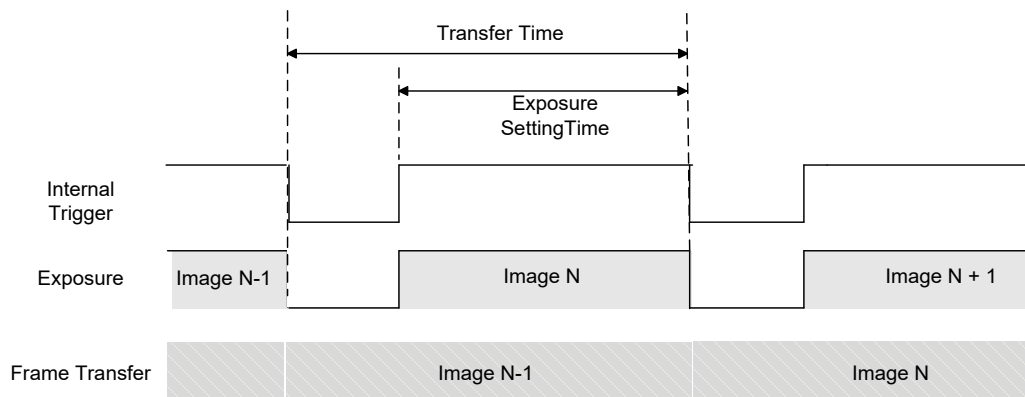 Transfer Time
Exposure
SettingTime
Internal
Trigger
Exposure
Image N-1
Image N
Image N + 1
Frame Transfer
Image N-1
Image N